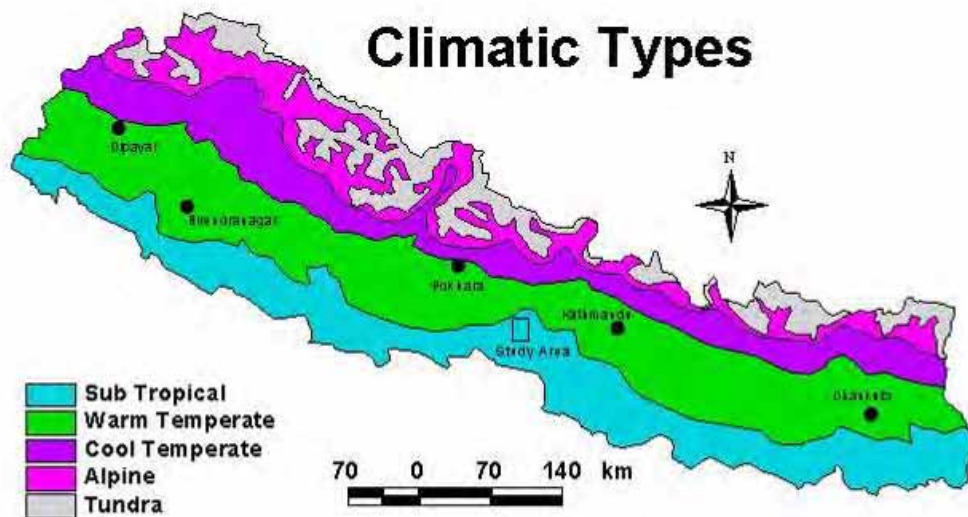 Climatic Types
N
Dipayal
Pokhara
Study Area
Sub Tropical
Warm Temperate
Cool Temperate
Alpine
Tundra
70 0 70 140 km